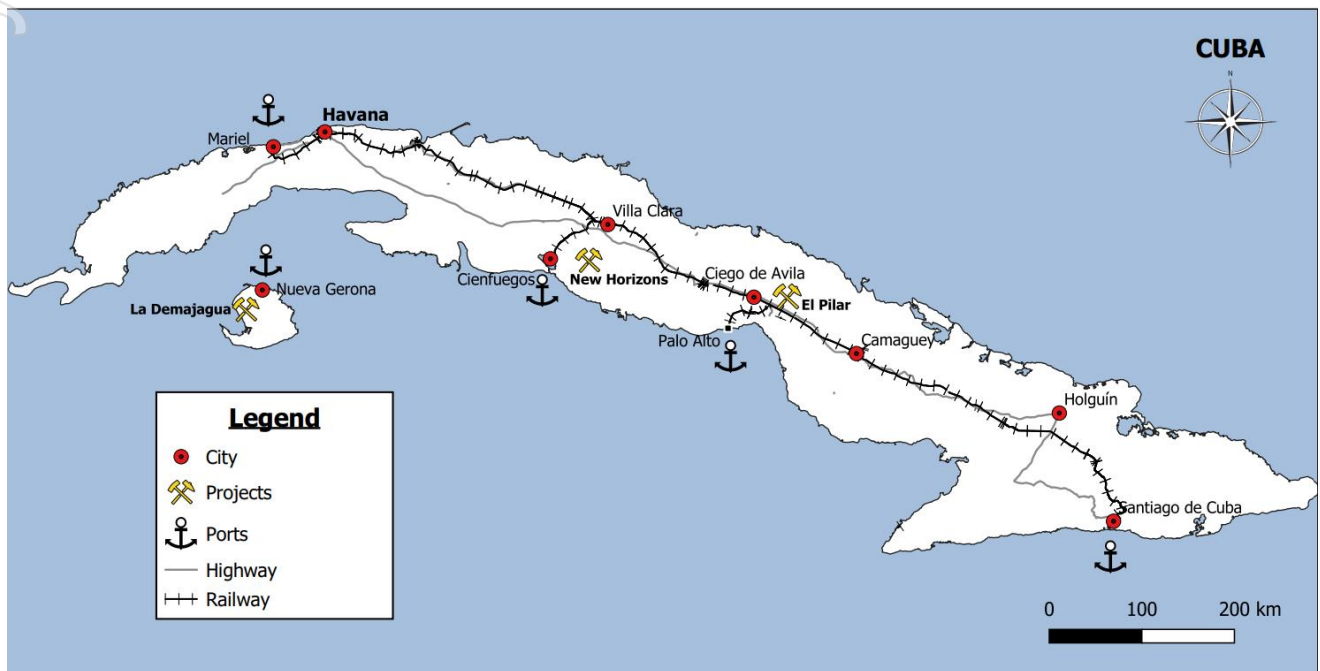 CUBA
N
Havana
Mariel
Villa Clara
Cienfuegos
New Horizons
Nueva Gerona
La Demajagua
Ciego de Avila
El Pilar
Palo Alto
Camaguey
Holguín
Santiago de Cuba
Legend
City
Projects
Ports
Highway
Railway
0 100 200 km